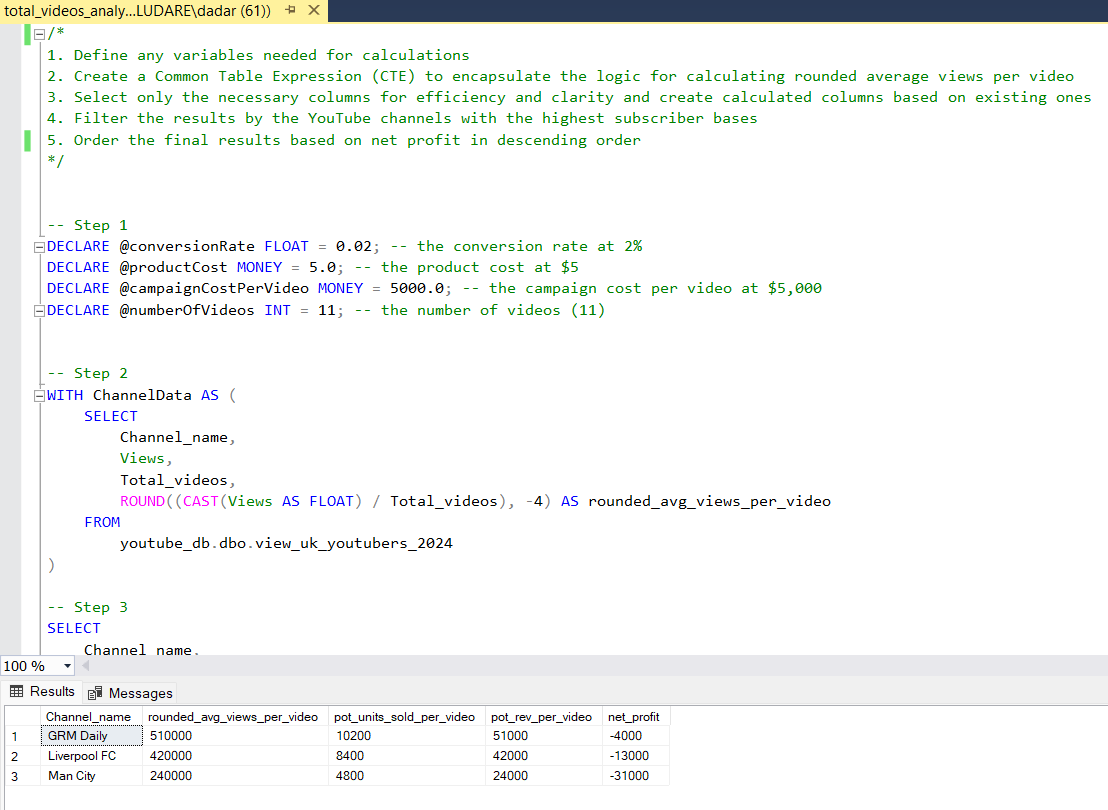 total_videos_analy...LUDARE\dadar (61))
/*
1. Define any variables needed for calculations
2. Create a Common Table Expression (CTE) to encapsulate the logic for calculating rounded average views per video
3. Select only the necessary columns for efficiency and clarity and create calculated columns based on existing ones
4. Filter the results by the YouTube channels with the highest subscriber bases
5. Order the final results based on net profit in descending order
*/
-- Step 1
DECLARE @conversionRate FLOAT = 0.02; -- the conversion rate at 2%
DECLARE @productCost MONEY = 5.0; -- the product cost at $5
DECLARE @campaignCostPerVideo MONEY = 5000.0; -- the campaign cost per video at $5,000
DECLARE @numberOfVideos INT = 11; -- the number of videos (11)
-- Step 2
WITH ChannelData AS (
SELECT
Channel_name,
Views,
Total_videos,
ROUND((CAST(Views AS FLOAT) / Total_videos), -4) AS rounded_avg_views_per_video
FROM
youtube_db.dbo.view_uk_youtubers_2024
)
-- Step 3
SELECT
Channel_name,
100 %
Results Messages
Channel_name rounded_avg_views_per_video pot_units_sold_per_video pot_rev_per_video net_profit
1 GRM Daily 510000 10200 51000 -4000
2 Liverpool FC 420000 8400 42000 -13000
3 Man City 240000 4800 24000 -31000